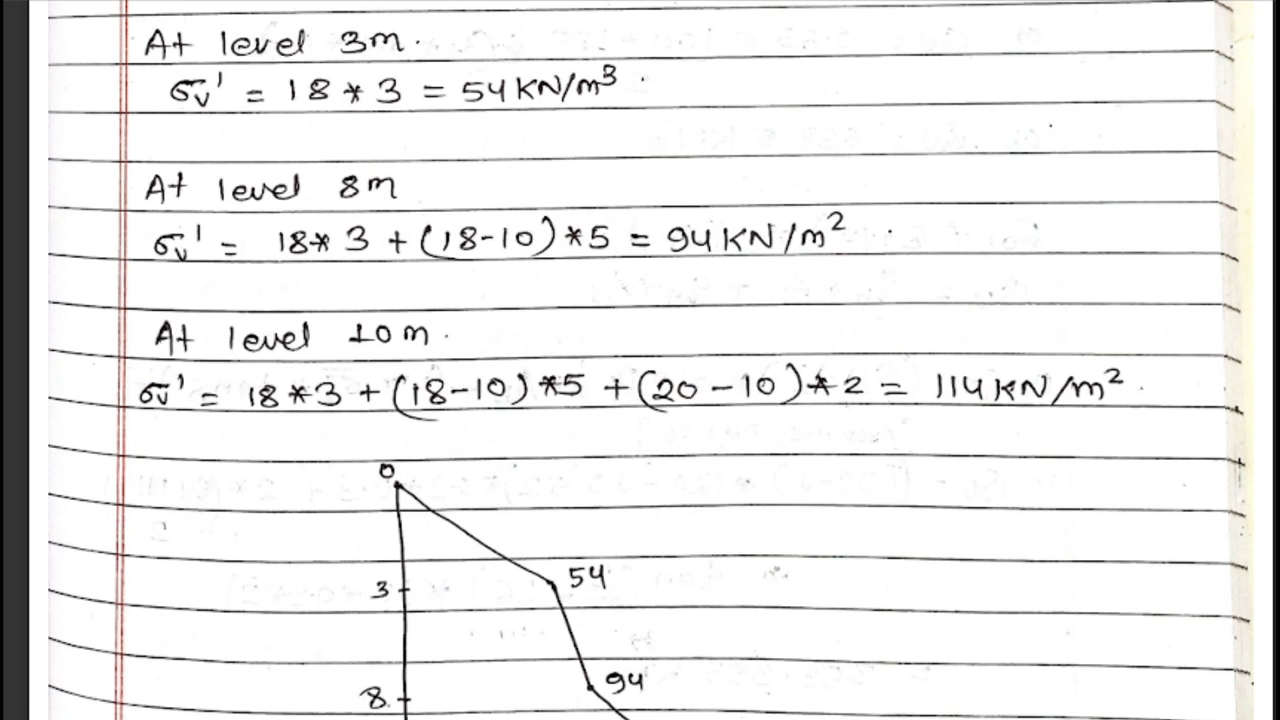 At level 3m.
σv' = 18 * 3 = 54 KN/m³.
At level 8m
σv' = 18* 3 + (18-10) *5 = 94 KN/m².
At level 10m.
σv' = 18*3 + (18-10) *5 + (20-10) *2 = 114 KN/m².
0
3
54
8
94